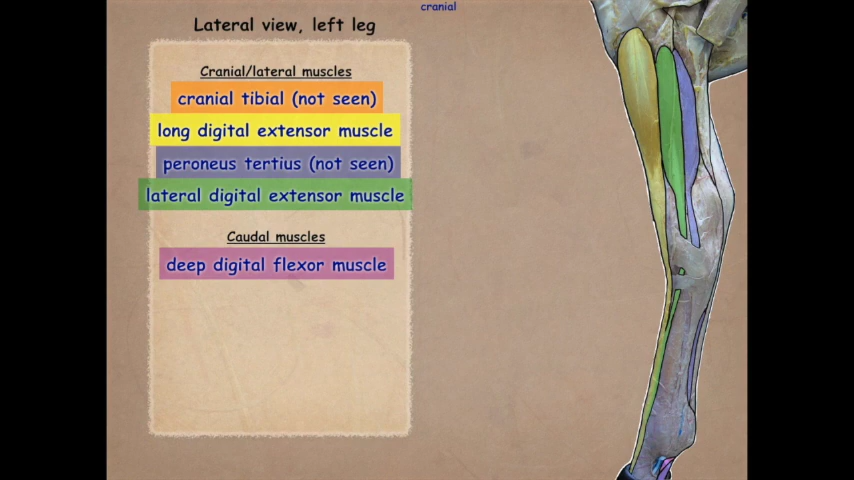 cranial
Lateral view, left leg
Cranial/lateral muscles
cranial tibial (not seen)
long digital extensor muscle
peroneus tertius (not seen)
lateral digital extensor muscle
Caudal muscles
deep digital flexor muscle